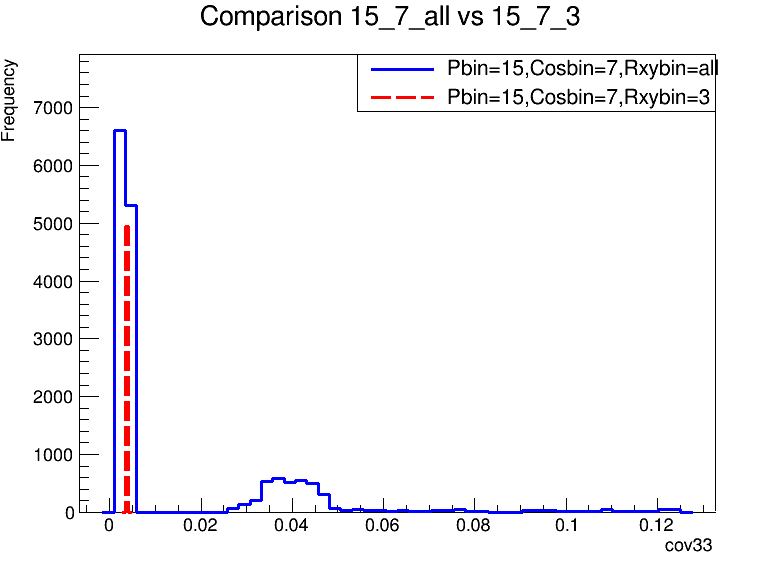 Comparison 15_7_all vs 15_7_3
Frequency
Pbin=15,Cosbin=7,Rxybin=all
Pbin=15,Cosbin=7,Rxybin=3
7000
6000
5000
4000
3000
2000
1000
0
0 0.02 0.04 0.06 0.08 0.1 0.12
cov33